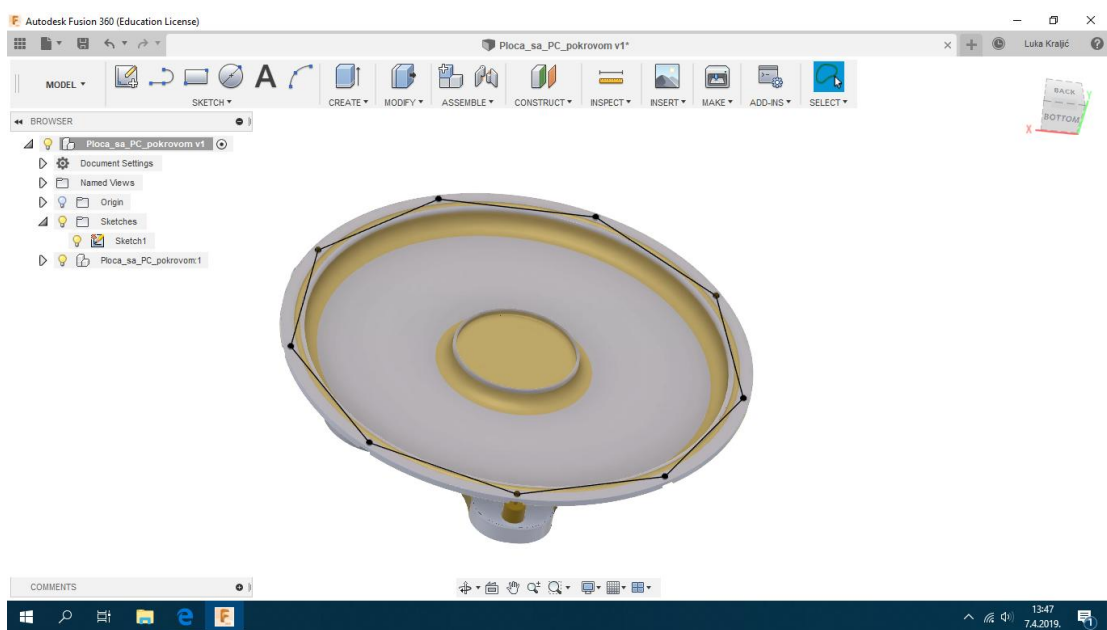 Autodesk Fusion 360 (Education License)
Ploca_sa_PC_pokrovom v1*
Luka Kraljić
MODEL
SKETCH
CREATE
MODIFY
ASSEMBLE
CONSTRUCT
INSPECT
INSERT
MAKE
ADD-INS
SELECT
BROWSER
BACK
BOTTOM
X
Y
Ploca_sa_PC_pokrovom v1
Document Settings
Named Views
Origin
Sketches
Sketch1
Ploca_sa_PC_pokrovom:1
COMMENTS
13:47
7.4.2019.
1